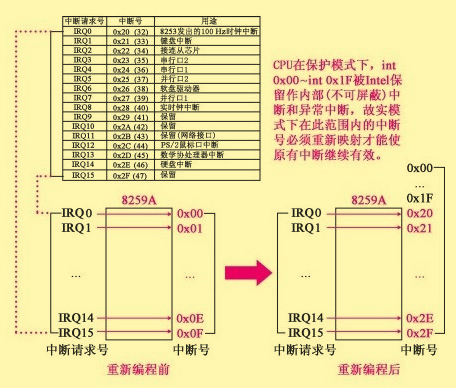 中断请求号 中断号 用途
IRQ0 0x20 (32) 8253发出的100 Hz时钟中断
IRQ1 0x21 (33) 键盘中断
IRQ2 0x22 (34) 接连从芯片
IRQ3 0x23 (35) 串行口2
IRQ4 0x24 (36) 串行口1
IRQ5 0x25 (37) 并行口2
IRQ6 0x26 (38) 软盘驱动器
IRQ7 0x27 (39) 并行口1
IRQ8 0x28 (40) 实时钟中断
IRQ9 0x29 (41) 保留
IRQ10 0x2A (42) 保留
IRQ11 0x2B (43) 保留(网络接口)
IRQ12 0x2C (44) PS/2鼠标口中断
IRQ13 0x2D (45) 数学协处理器中断
IRQ14 0x2E (46) 硬盘中断
IRQ15 0x2F (47) 保留
CPU在保护模式下，int
0x00~int 0x1F被Intel保
留作内部(不可屏蔽)中
断和异常中断，故实模
式下在此范围内的中断
号必须重新映射才能使
原有中断继续有效。
8259A
IRQ0 0x00
IRQ1 0x01
... ...
IRQ14 0x0E
IRQ15 0x0F
中断请求号 中断号
重新编程前
0x00
...
0x1F
8259A
IRQ0 0x20
IRQ1 0x21
... ...
IRQ14 0x2E
IRQ15 0x2F
中断请求号 中断号
重新编程后